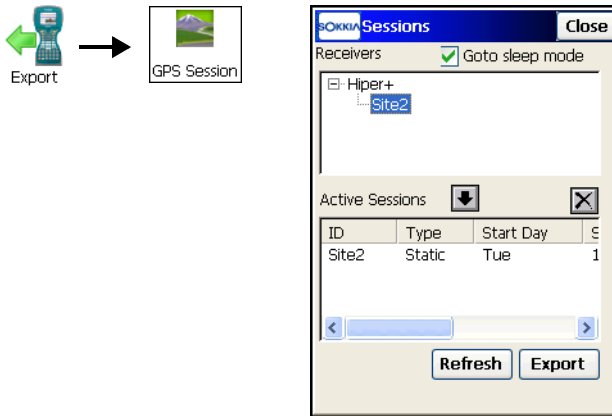 Export
GPS Session
SOKKIA Sessions Close
Receivers Goto sleep mode
Hiper+
Site2
Active Sessions
ID Type Start Day S
Site2 Static Tue 1
Refresh Export